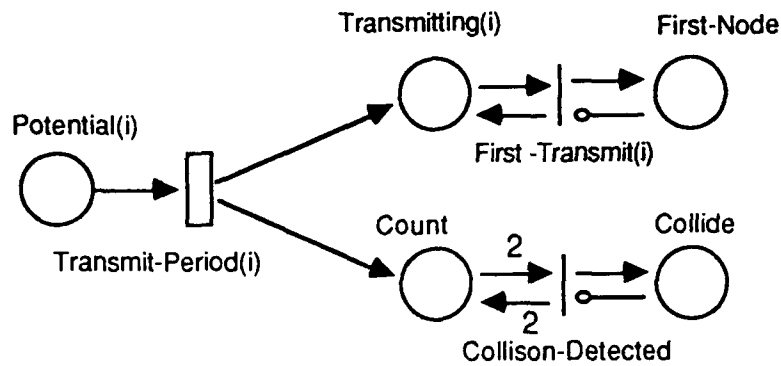 Transmitting(i)
First-Node
Potential(i)
First -Transmit(i)
Count
Collide
2
Transmit-Period(i)
2
Collison-Detected